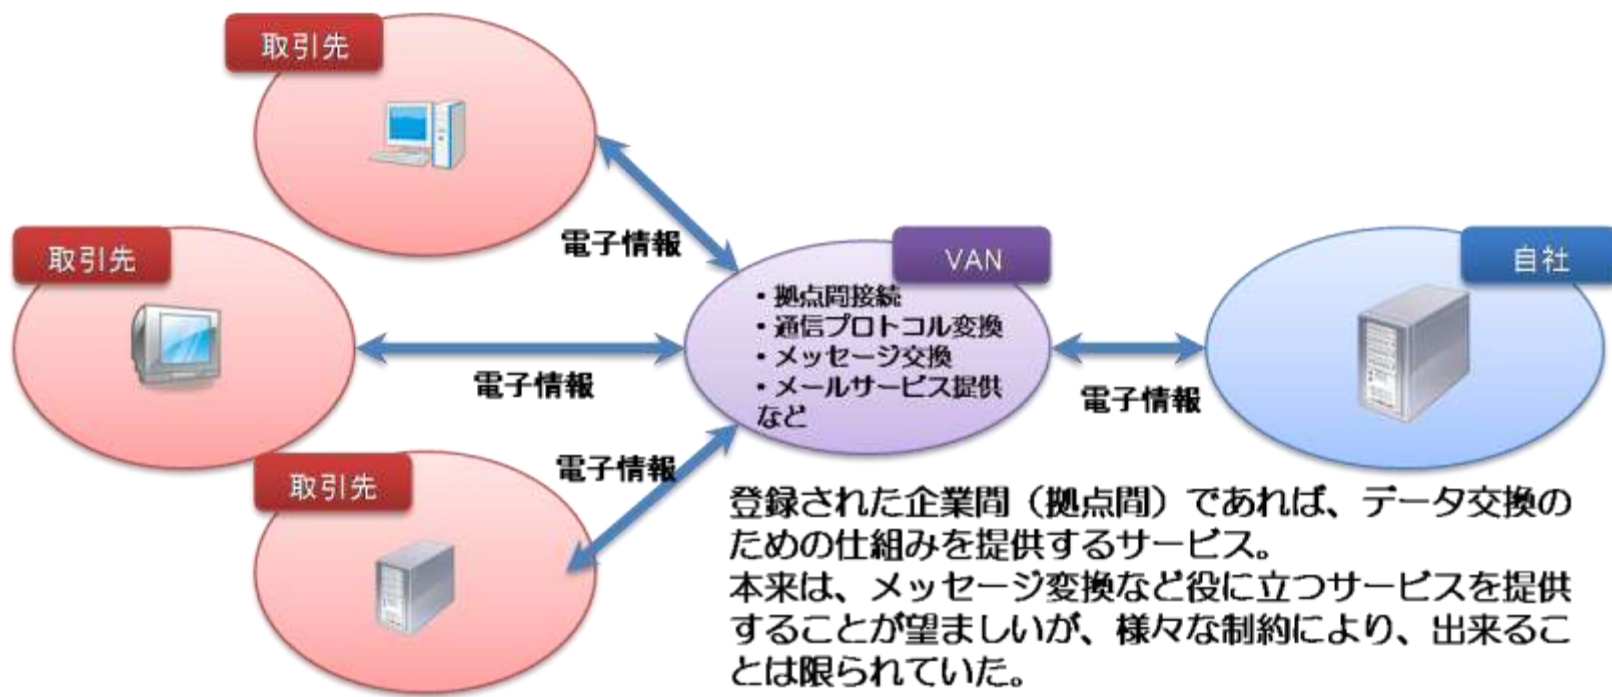 取引先
電子情報
取引先
電子情報
取引先
電子情報
VAN
・拠点間接続
・通信プロトコル変換
・メッセージ交換
・メールサービス提供
など
自社
電子情報
登録された企業間（拠点間）であれば、データ交換の
ための仕組みを提供するサービス。
本来は、メッセージ変換など役に立つサービスを提供
することが望ましいが、様々な制約により、出来るこ
とは限られていた。